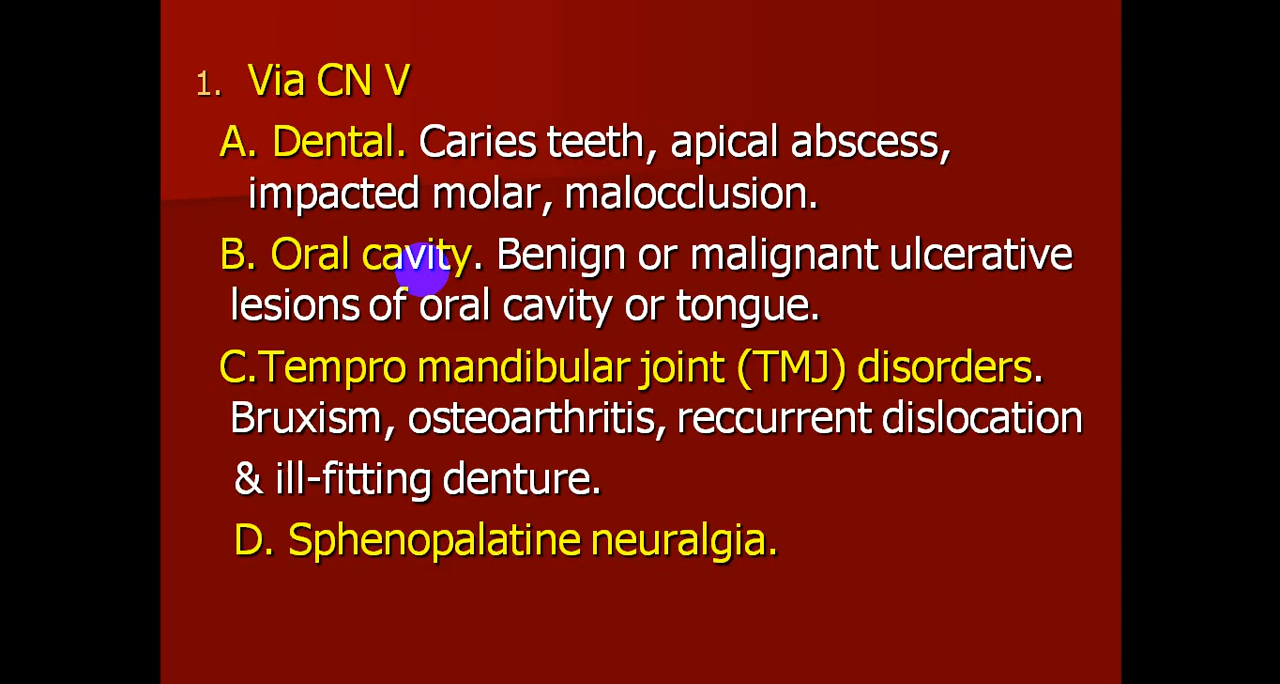 1. Via CN V
A. Dental. Caries teeth, apical abscess,
impacted molar, malocclusion.
B. Oral cavity. Benign or malignant ulcerative
lesions of oral cavity or tongue.
C.Tempro mandibular joint (TMJ) disorders.
Bruxism, osteoarthritis, reccurrent dislocation
& ill-fitting denture.
D. Sphenopalatine neuralgia.